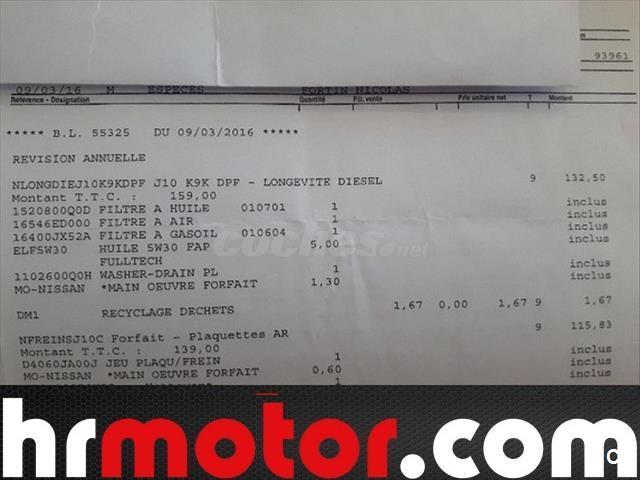 m
93961
09/03/16 M ESPECES FORTIN NICOLAS
Référence - Désignation Quantité P.U. vente Prix unitaire net T Montant
***** B.L. 55325 DU 09/03/2016 *****
REVISION ANNUELLE
NLONGDIEJ10K9KDPF J10 K9K DPF - LONGEVITE DIESEL 9 132,50
Montant T.T.C. : 159,00
1520800Q0D FILTRE A HUILE 010701 1 inclus
16546ED000 FILTRE A AIR 1 inclus
16400JX52A FILTRE A GASOIL 010604 1 inclus
ELF5W30 HUILE 5W30 FAP 5,00 inclus
FULLTECH
1102600Q0H WASHER-DRAIN PL 1 inclus
MO-NISSAN *MAIN OEUVRE FORFAIT 1,30 inclus
DM1 RECYCLAGE DECHETS 1,67 0,00 1,67 9 1,67
NFREINSJ10C Forfait - Plaquettes AR 9 115,83
Montant T.T.C. : 139,00
D4060JA00J JEU PLAQU/FREIN 1 inclus
MO-NISSAN *MAIN OEUVRE FORFAIT 0,60 inclus
1 inclus
coches.net
hrmotor.com